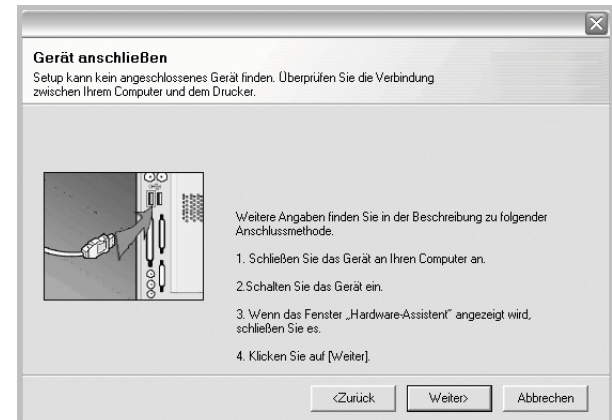 Gerät anschließen
Setup kann kein angeschlossenes Gerät finden. Überprüfen Sie die Verbindung
zwischen Ihrem Computer und dem Drucker.
Weitere Angaben finden Sie in der Beschreibung zu folgender
Anschlussmethode.
1. Schließen Sie das Gerät an Ihren Computer an.
2.Schalten Sie das Gerät ein.
3. Wenn das Fenster „Hardware-Assistent" angezeigt wird,
schließen Sie es.
4. Klicken Sie auf [Weiter].
<Zurück
Weiter>
Abbrechen